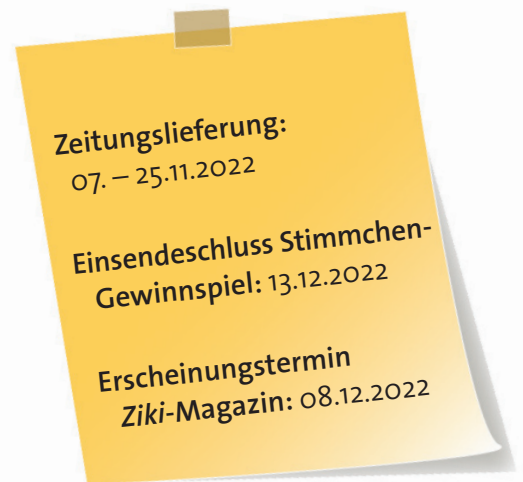 Zeitungslieferung:
07. – 25.11.2022
Einsendeschluss Stimmchen-
Gewinnspiel: 13.12.2022
Erscheinungstermin
Ziki-Magazin: 08.12.2022